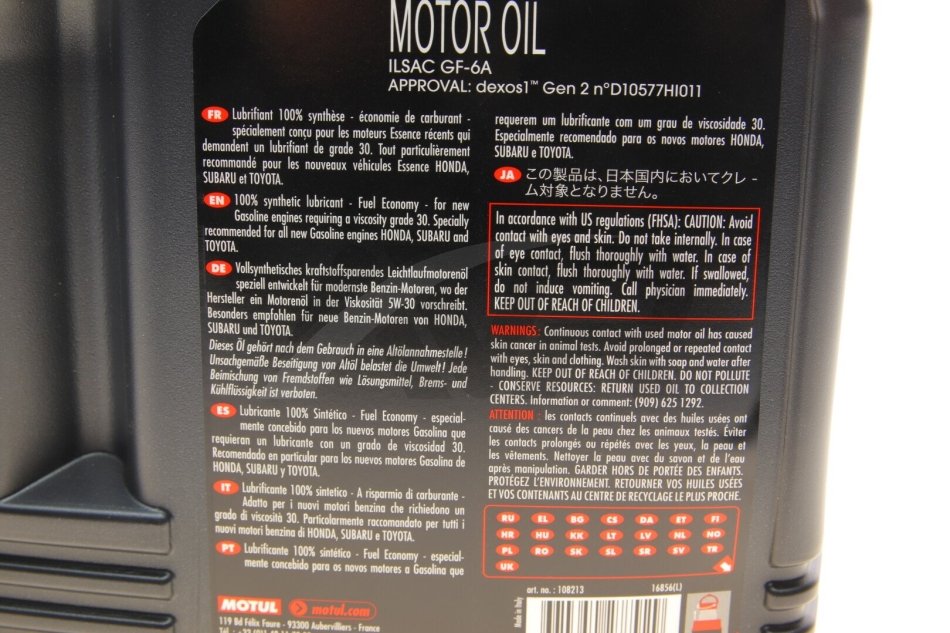 MOTOR OIL
ILSAC GF-6A
APPROVAL: dexos1™ Gen 2 n°D10577HI011
FR Lubrifiant 100% synthèse - économie de carburant -
spécialement conçu pour les moteurs Essence récents qui
demandent un lubrifiant de grade 30. Tout particulièrement
recommandé pour les nouveaux véhicules Essence HONDA,
SUBARU et TOYOTA.
EN 100% synthetic lubricant - Fuel Economy - for new
Gasoline engines requiring a viscosity grade 30. Specially
recommended for all new Gasoline engines HONDA, SUBARU and
TOYOTA.
DE Vollsynthetisches kraftstoffsparendes Leichtlaufmotorenöl
speziell entwickelt für modernste Benzin-Motoren, wo der
Hersteller ein Motorenöl in der Viskosität 5W-30 vorschreibt.
Besonders empfohlen für neue Benzin-Motoren von HONDA,
SUBARU und TOYOTA.
Dieses Öl gehört nach dem Gebrauch in eine Altölannahmestelle!
Unsachgemäße Beseitigung von Altöl belastet die Umwelt! Jede
Beimischung von Fremdstoffen wie Lösungsmittel, Brems- und
Kühlflüssigkeit ist verboten.
ES Lubricante 100% Sintético - Fuel Economy - especial-
mente concebido para los nuevos motores Gasolina que
requieran un lubricante con un grado de viscosidad 30.
Recomendado en particular para los nuevos motores Gasolina de
HONDA, SUBARU y TOYOTA.
IT Lubrificante 100% sintetico - A risparmio di carburante -
Adatto per i nuovi motori benzina che richiedono un
grado di viscosità 30. Particolarmente raccomandato per tutti i
nuovi motori benzina di HONDA, SUBARU e TOYOTA.
PT Lubrificante 100% sintético - Fuel Economy - especial-
mente concebido para os novos motores a Gasolina que
requerem um lubrificante com um grau de viscosidade 30.
Especialmente recomendado para os novos motores HONDA,
SUBARU e TOYOTA.
JA この製品は、日本国内においてクレ -
ム対象となりません。
In accordance with US regulations (FHSA): CAUTION: Avoid
contact with eyes and skin. Do not take internally. In case
of eye contact, flush thoroughly with water. In case of
skin contact, flush thoroughly with water. If swallowed,
do not induce vomiting. Call physician immediately.
KEEP OUT OF REACH OF CHILDREN.
WARNINGS: Continuous contact with used motor oil has caused
skin cancer in animal tests. Avoid prolonged or repeated contact
with eyes, skin and clothing. Wash skin with soap and water after
handling. KEEP OUT OF REACH OF CHILDREN. DO NOT POLLUTE
- CONSERVE RESOURCES: RETURN USED OIL TO COLLECTION
CENTERS. Information or comment: (909) 625 1292.
ATTENTION : les contacts continuels avec des huiles usées ont
causé des cancers de la peau chez les animaux testés. Éviter
les contacts prolongés ou répétés avec les yeux, la peau et
les vêtements. Nettoyer la peau avec du savon et de l'eau
après manipulation. GARDER HORS DE PORTÉE DES ENFANTS.
PROTÉGEZ L'ENVIRONNEMENT. RETOURNER VOS HUILES USÉES
ET VOS CONTENANTS AU CENTRE DE RECYCLAGE LE PLUS PROCHE.
RU EL BG CS DA ET FI
HR HU KK LT LV NL NO
PL RO SK SL SR SV TR
UK
art. no. : 108213 16856(L)
Made in Italy
MOTUL motul.com
119 Bd Félix Faure - 93300 Aubervilliers - France